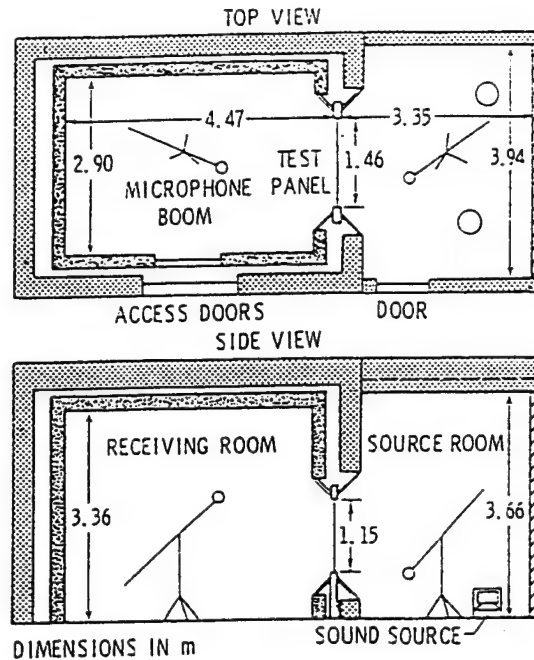 TOP VIEW
4.47
3.35
2.90
1.46
3.94
MICROPHONE
BOOM
TEST
PANEL
ACCESS DOORS
DOOR
SIDE VIEW
RECEIVING ROOM
SOURCE ROOM
3.36
1.15
3.66
DIMENSIONS IN m
SOUND SOURCE